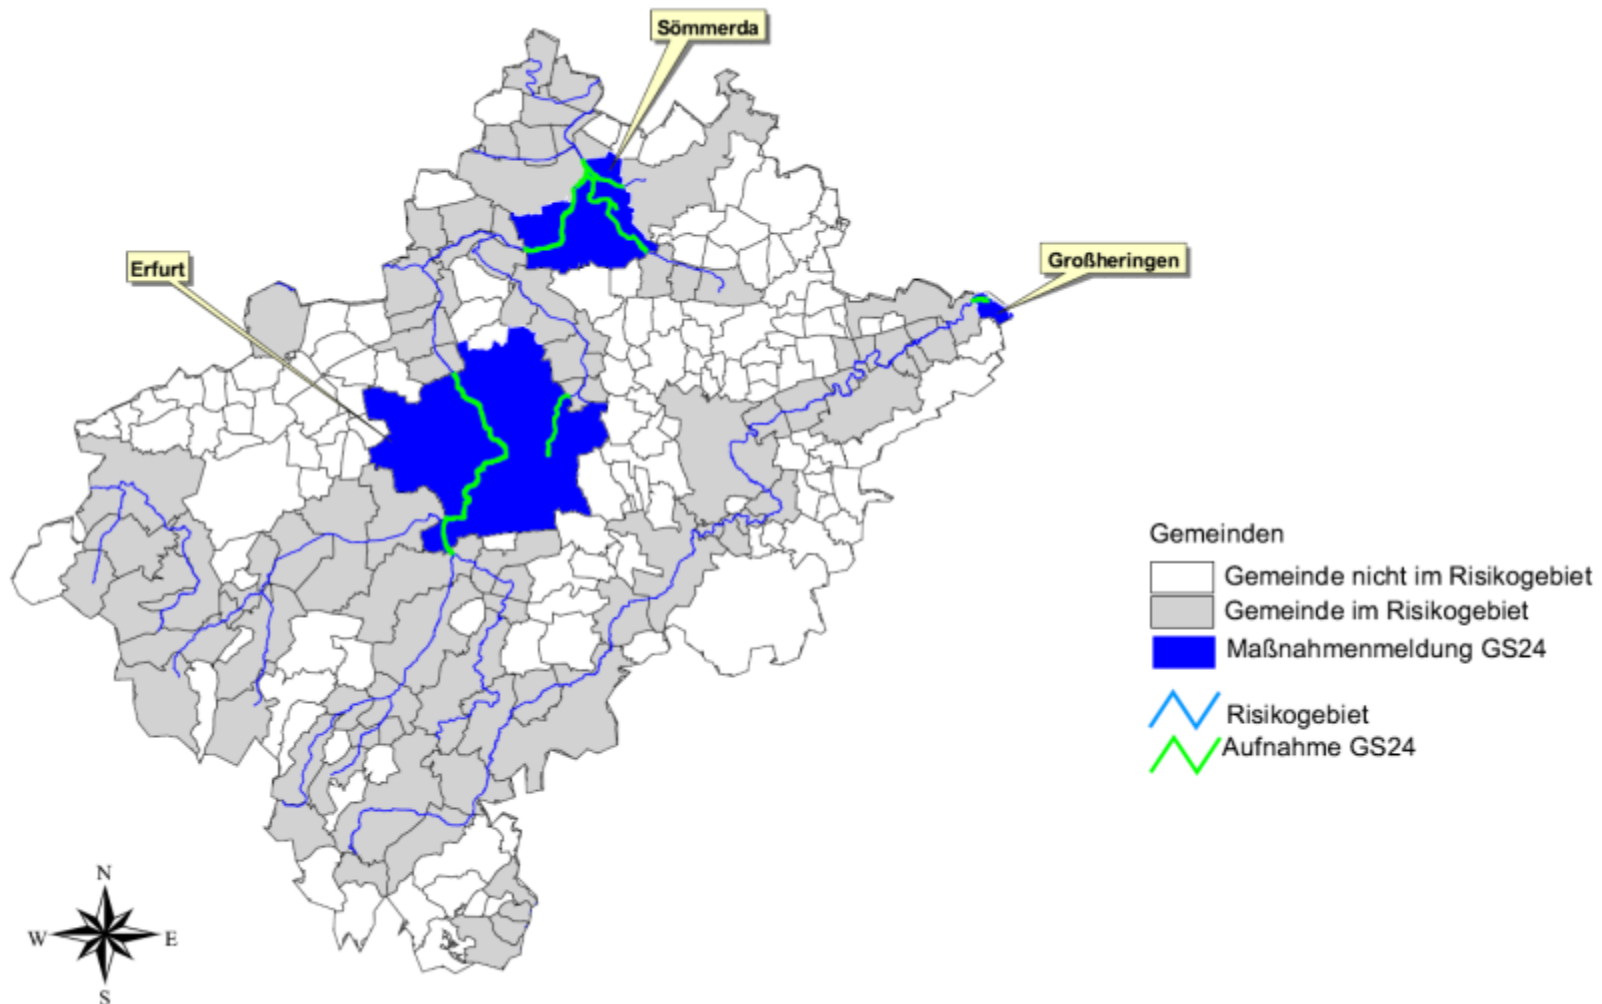 Sömmerda
Großheringen
Erfurt
Gemeinden
Gemeinde nicht im Risikogebiet
Gemeinde im Risikogebiet
Maßnahmenmeldung GS24
Risikogebiet
Aufnahme GS24
N
W E
S